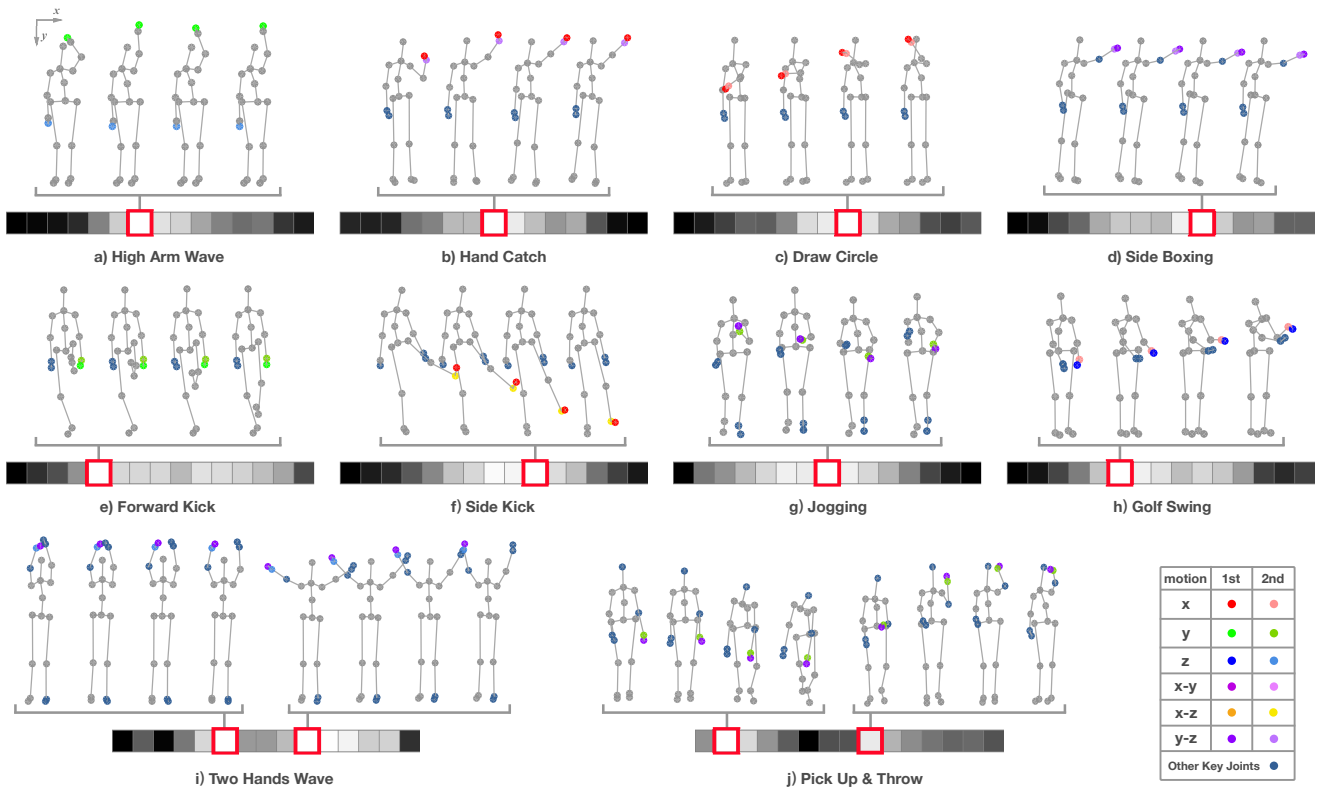 x
y
a) High Arm Wave
b) Hand Catch
c) Draw Circle
d) Side Boxing
e) Forward Kick
f) Side Kick
g) Jogging
h) Golf Swing
i) Two Hands Wave
j) Pick Up & Throw
motion 1st 2nd
x
y
z
x-y
x-z
y-z
Other Key Joints